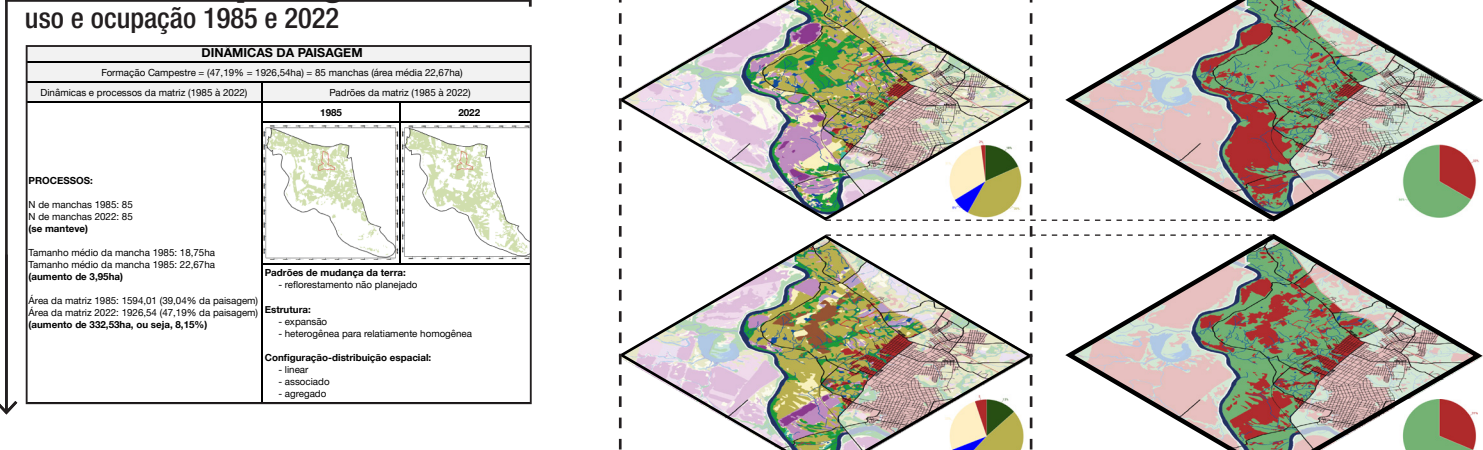 uso e ocupação 1985 e 2022
DINAMICAS DA PAISAGEM
Formação Campestre = (47,19% = 1926,54ha) = 85 manchas (área média 22,67ha)
Dinâmicas e processos da matriz (1985 à 2022)
Padrões da matriz (1985 à 2022)
1985
2022
PROCESSOS:
N de manchas 1985: 85
N de manchas 2022: 85
(se manteve)
Tamanho médio da mancha 1985: 18,75ha
Tamanho médio da mancha 1985: 22,67ha
(aumento de 3,95ha)
Área da matriz 1985: 1594,01 (39,04% da paisagem)
Área da matriz 2022: 1926,54 (47,19% da paisagem)
(aumento de 332,53ha, ou seja, 8,15%)
Padrões de mudança da terra:
- reflorestamento não planejado
Estrutura:
- expansão
- heterogênea para relatiamente homogênea
Configuração-distribuição espacial:
- linear
- associado
- agregado